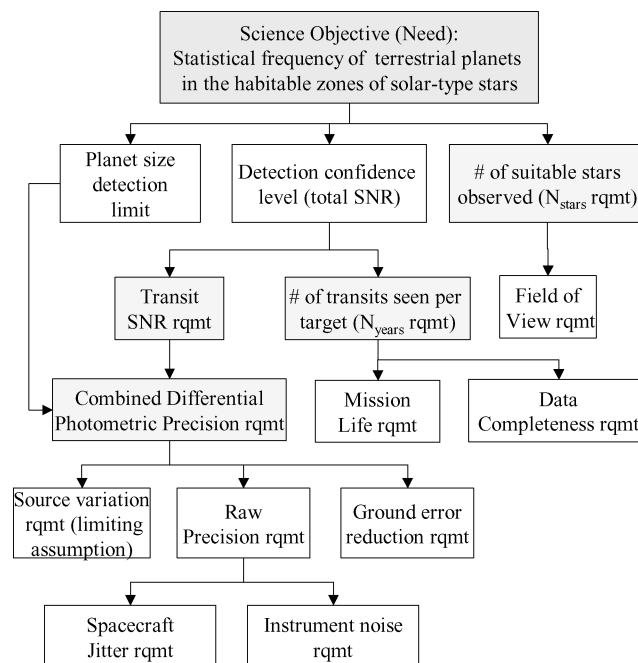 Science Objective (Need):
Statistical frequency of terrestrial planets
in the habitable zones of solar-type stars
Planet size
detection
limit
Detection confidence
level (total SNR)
# of suitable stars
observed (Nstars rqmt)
Transit
SNR rqmt
# of transits seen per
target (Nyears rqmt)
Field of
View rqmt
Combined Differential
Photometric Precision rqmt
Mission
Life rqmt
Data
Completeness rqmt
Source variation
rqmt (limiting
assumption)
Raw
Precision rqmt
Ground error
reduction rqmt
Spacecraft
Jitter rqmt
Instrument noise
rqmt